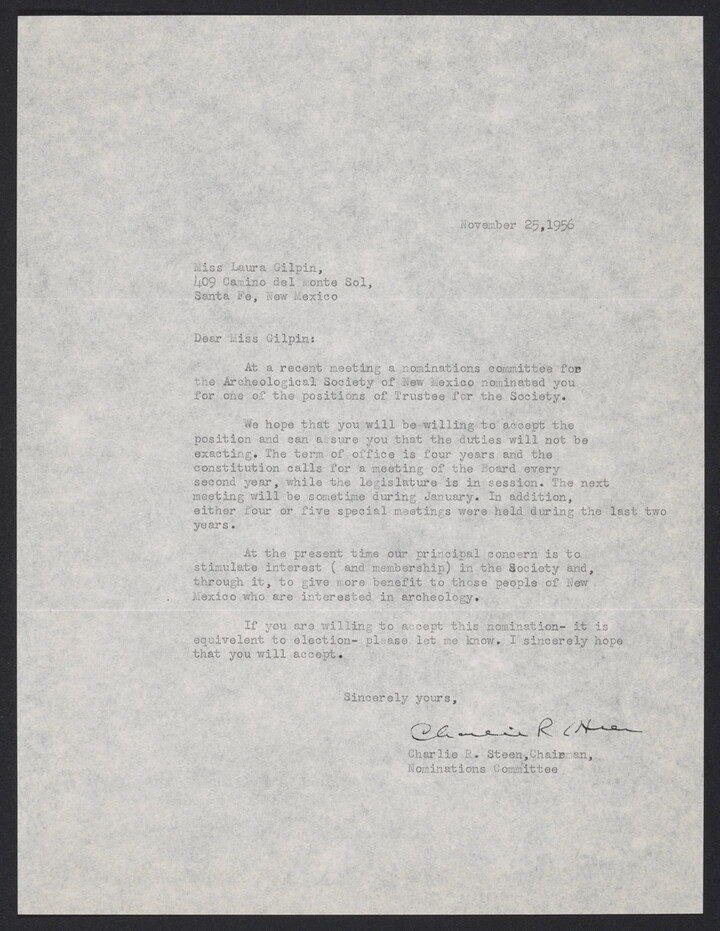 November 25,1956
Miss Laura Gilpin,
409 Camino del Monte Sol,
Santa Fe, New Mexico
Dear Miss Gilpin:
At a recent meeting a nominations committee for
the Archeological Society of New Mexico nominated you
for one of the positions of Trustee for the Society.
We hope that you will be willing to accept the
position and can assure you that the duties will not be
exacting. The term of office is four years and the
constitution calls for a meeting of the Board every
second year, while the legislature is in session. The next
meeting will be sometime during January. In addition,
either four or five special meetings were held during the last two
years.
At the present time our principal concern is to
stimulate interest ( and membership) in the Society and,
through it, to give more benefit to those people of New
Mexico who are interested in archeology.
If you are willing to accept this nomination- it is
equivelent to election- please let me know. I sincerely hope
that you will accept.
Sincerely yours,
Charlie R. Steen
Charlie R. Steen,Chairman,
Nominations Committee